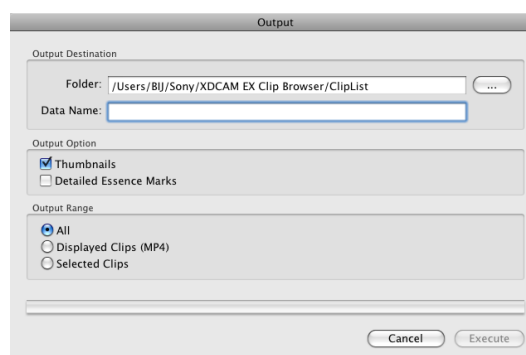 Output
Output Destination
Folder: /Users/BIJ/Sony/XDCAM EX Clip Browser/ClipList ...
Data Name:
Output Option
Thumbnails
Detailed Essence Marks
Output Range
All
Displayed Clips (MP4)
Selected Clips
Cancel Execute